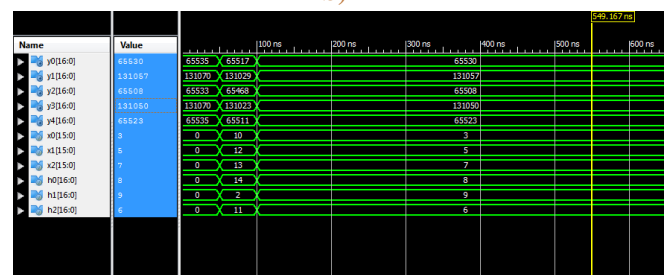 549.167 ns
Name Value 100 ns 200 ns 300 ns 400 ns 500 ns 600 ns
y0[16:0] 65530 65535 65517 65530
y1[16:0] 131057 131070 131029 131057
y2[16:0] 65508 65533 65468 65508
y3[16:0] 131050 131070 131023 131050
y4[16:0] 65523 65535 65511 65523
x0[15:0] 3 0 10 3
x1[15:0] 5 0 12 5
x2[15:0] 7 0 13 7
h0[16:0] 8 0 14 8
h1[16:0] 9 0 2 9
h2[16:0] 6 0 11 6